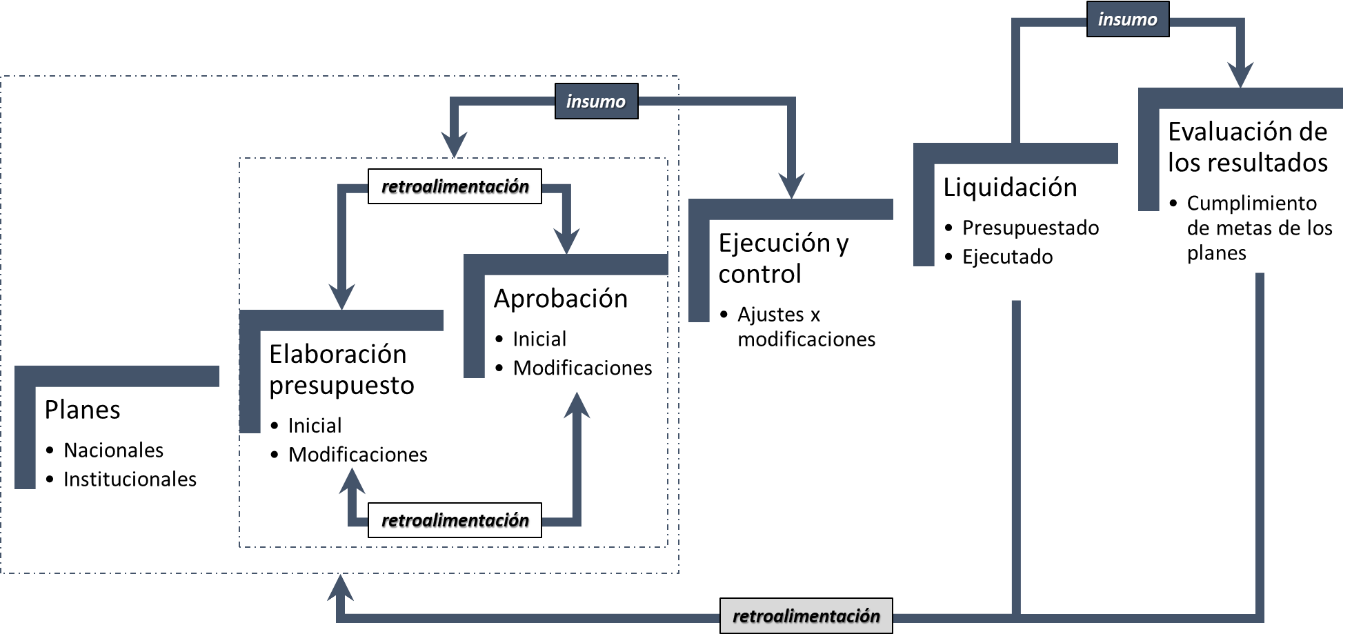 insumo
insumo
Evaluación de
los resultados
• Cumplimiento
de metas de los
planes
Liquidación
• Presupuestado
• Ejecutado
retroalimentación
Ejecución y
control
• Ajustes x
modificaciones
Aprobación
• Inicial
• Modificaciones
Elaboración
presupuesto
• Inicial
• Modificaciones
Planes
• Nacionales
• Institucionales
retroalimentación
retroalimentación